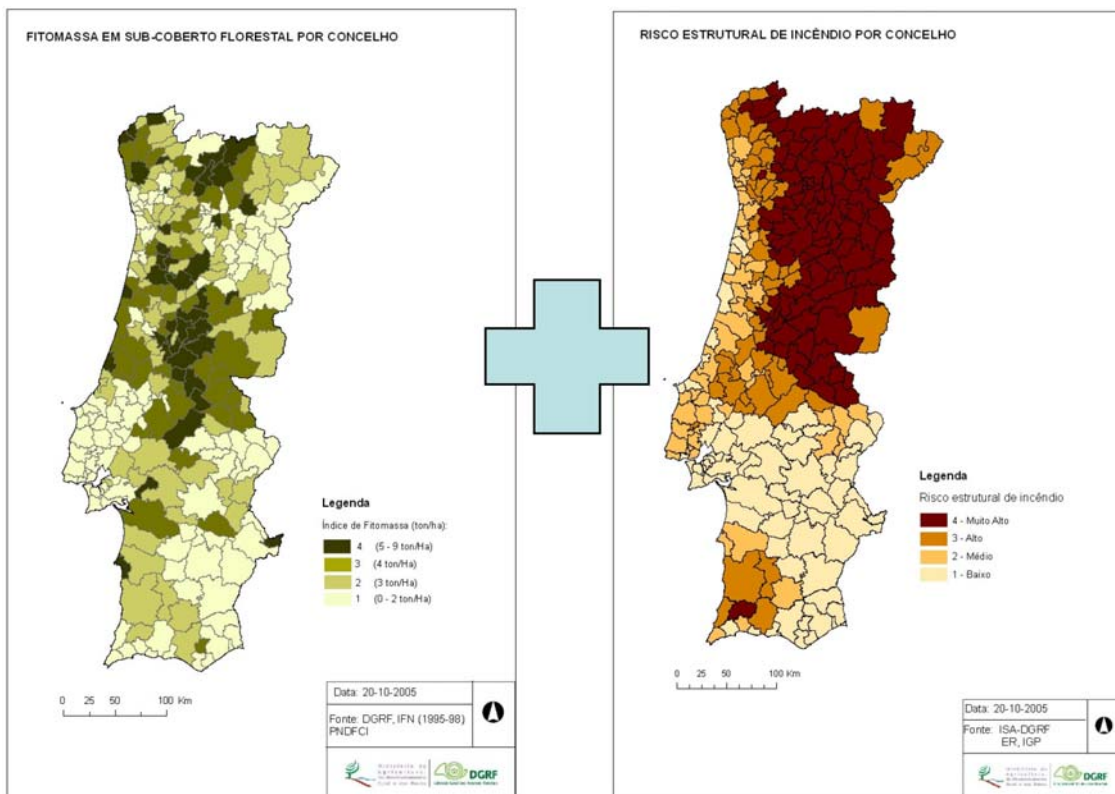 FITOMASSA EM SUB-COBERTO FLORESTAL POR CONCELHO
Legenda
Índice de Fitomassa (ton/ha):
4 (5 - 9 ton/Ha)
3 (4 ton/Ha)
2 (3 ton/Ha)
1 (0 - 2 ton/Ha)
0 25 50 100 Km
Data: 20-10-2005
Fonte: DGRF, IFN (1995-98)
PNDFCI
DGRF
RISCO ESTRUTURAL DE INCÊNDIO POR CONCELHO
Legenda
Risco estrutural de incêndio
4 - Muito Alto
3 - Alto
2 - Médio
1 - Baixo
0 25 50 100 Km
Data: 20-10-2005
Fonte: ISA-DGRF
ER, IGP
DGRF